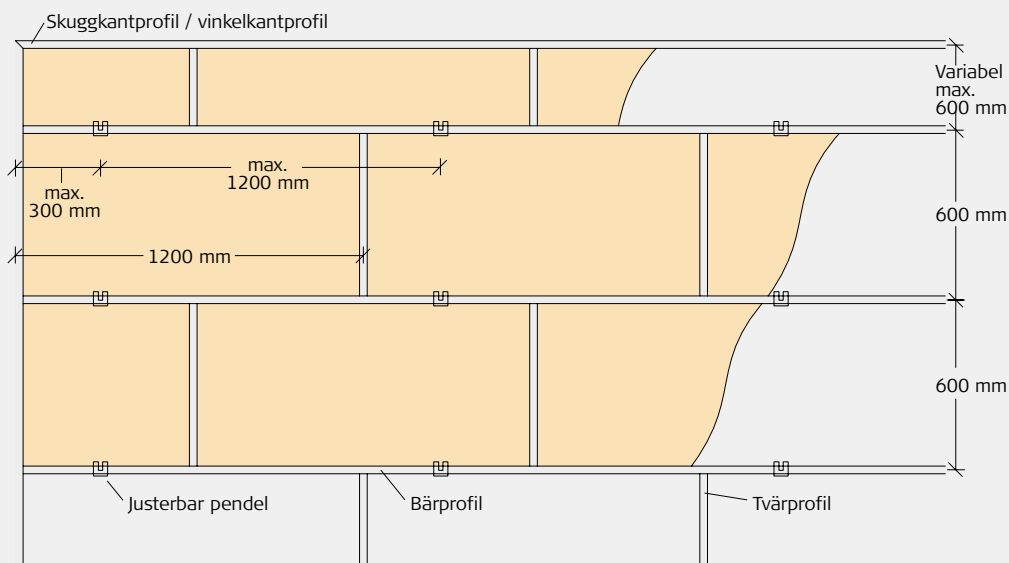 Skuggkantprofil / vinkelkantprofil
Variabel
max.
600 mm
max.
1200 mm
max.
300 mm
600 mm
1200 mm
600 mm
Justerbar pendel
Bärprofil
Tvärprofil